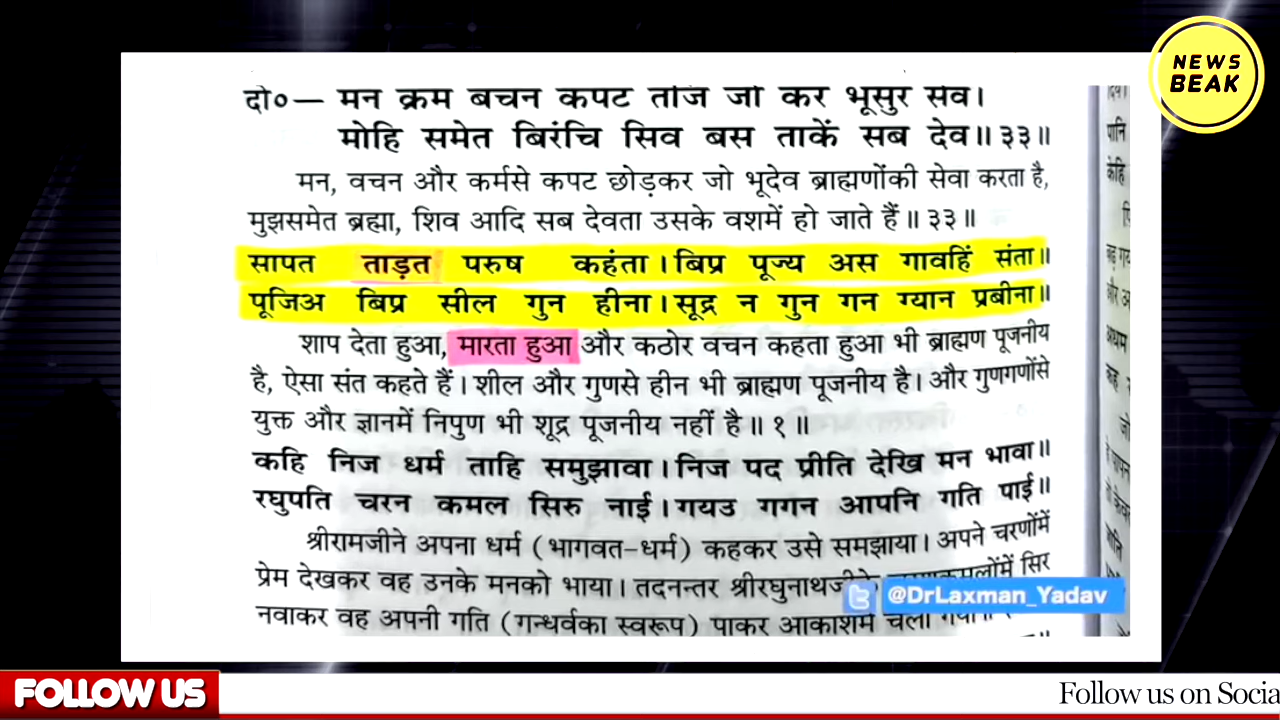 NEWS
BEAK
दो०— मन क्रम बचन कपट तजि जो कर भूसुर सेव।
मोहि समेत बिरंचि सिव बस ताकें सब देव॥ ३३॥
मन, वचन और कर्मसे कपट छोड़कर जो भूदेव ब्राह्मणोंकी सेवा करता है,
मुझसमेत ब्रह्मा, शिव आदि सब देवता उसके वशमें हो जाते हैं॥ ३३॥
सापत ताड़त परुष कहंता। बिप्र पूज्य अस गावहिं संता॥
पूजिअ बिप्र सील गुन हीना। सूद्र न गुन गन ग्यान प्रबीना॥
शाप देता हुआ, मारता हुआ और कठोर वचन कहता हुआ भी ब्राह्मण पूजनीय
है, ऐसा संत कहते हैं। शील और गुणसे हीन भी ब्राह्मण पूजनीय है। और गुणगणोंसे
युक्त और ज्ञानमें निपुण भी शूद्र पूजनीय नहीं है॥ १॥
कहि निज धर्म ताहि समुझावा। निज पद प्रीति देखि मन भावा॥
रघुपति चरन कमल सिरु नाई। गयउ गगन आपनि गति पाई॥
श्रीरामजीने अपना धर्म (भागवत-धर्म) कहकर उसे समझाया। अपने चरणोंमें
प्रेम देखकर वह उनके मनको भाया। तदनन्तर श्रीरघुनाथजीके चरणकमलोंमें सिर
नवाकर वह अपनी गति (गन्धर्वका स्वरूप) पाकर आकाशमें चला गया॥
@DrLaxman_Yadav
FOLLOW US
Follow us on Socia